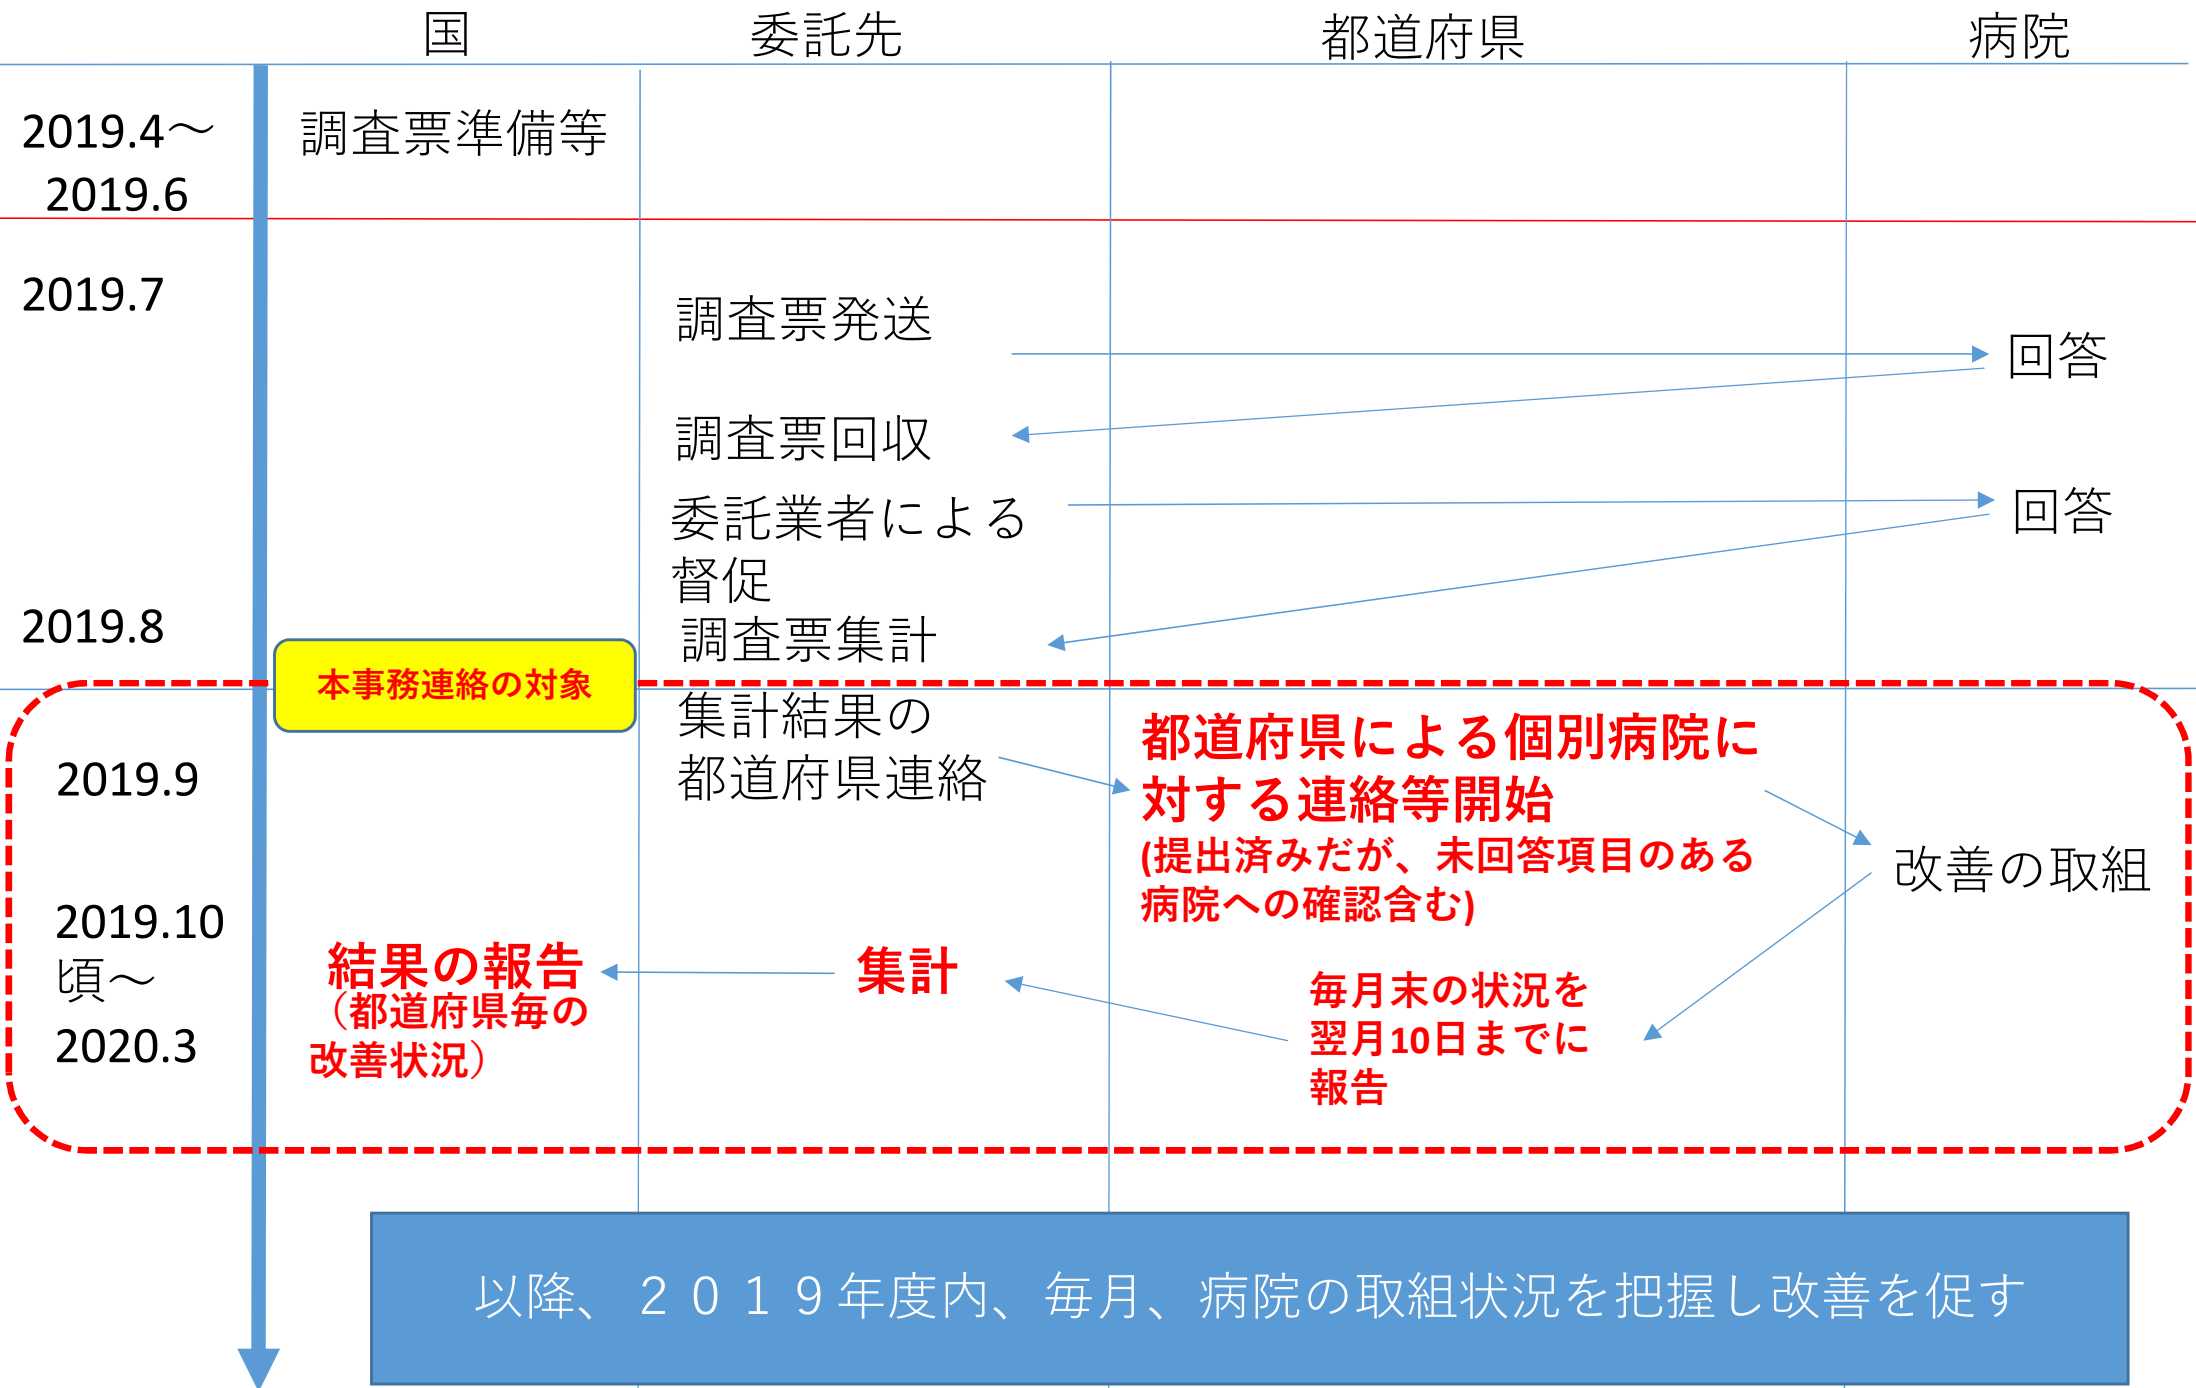 国
委託先
都道府県
病院
2019.4～
2019.6
調査票準備等
2019.7
調査票発送
回答
調査票回収
委託業者による
督促
回答
2019.8
調査票集計
本事務連絡の対象
集計結果の
都道府県連絡
2019.9
都道府県による個別病院に
対する連絡等開始
(提出済みだが、未回答項目のある
病院への確認含む)
改善の取組
2019.10
頃～
2020.3
結果の報告
（都道府県毎の
改善状況）
集計
毎月末の状況を
翌月10日までに
報告
以降、２０１９年度内、毎月、病院の取組状況を把握し改善を促す